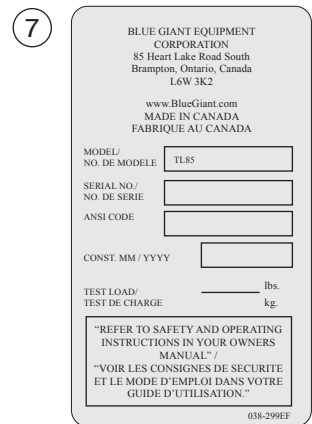 7
BLUE GIANT EQUIPMENT
CORPORATION
85 Heart Lake Road South
Brampton, Ontario, Canada
L6W 3K2
www.BlueGiant.com
MADE IN CANADA
FABRIQUE AU CANADA
MODEL/
NO. DE MODELE TL85
SERIAL NO./
NO. DE SERIE
ANSI CODE
CONST. MM / YYYY
TEST LOAD/ lbs.
TEST DE CHARGE kg.
“REFER TO SAFETY AND OPERATING
INSTRUCTIONS IN YOUR OWNERS
MANUAL” /
“VOIR LES CONSIGNES DE SECURITE
ET LE MODE D’EMPLOI DANS VOTRE
GUIDE D’UTILISATION.”
038-299EF